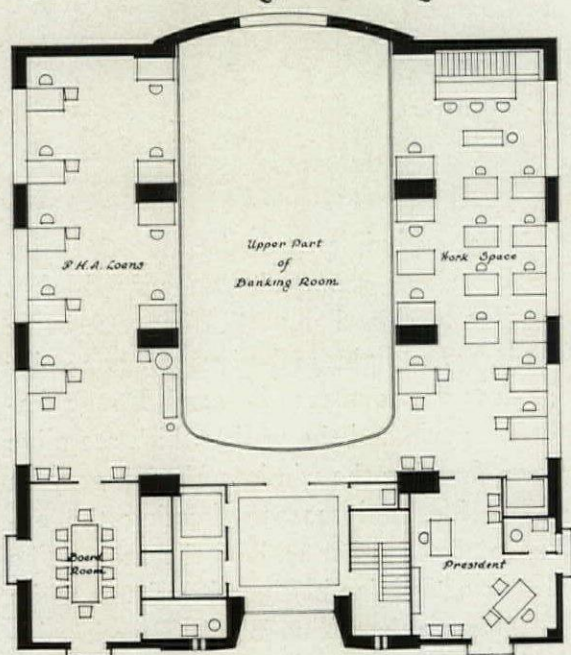 Upper Part
of
Banking Room
F.H.A. Loans
Work Space
Board
Room
President